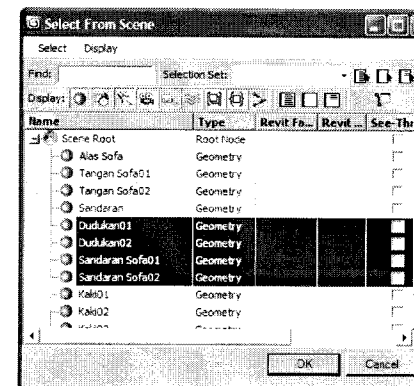 Select From Scene
Select Display
Find: Selection Set:
Display:
Name Type Revit Fa... Revit ... See-Thr
Scene Root Root Node
Alas Sofa Geometry
Tangan Sofa01 Geometry
Tangan Sofa02 Geometry
Sandaran Geometry
Dudukan01 Geometry
Dudukan02 Geometry
Sandaran Sofa01 Geometry
Sandaran Sofa02 Geometry
Kaki01 Geometry
Kaki02 Geometry
OK Cancel